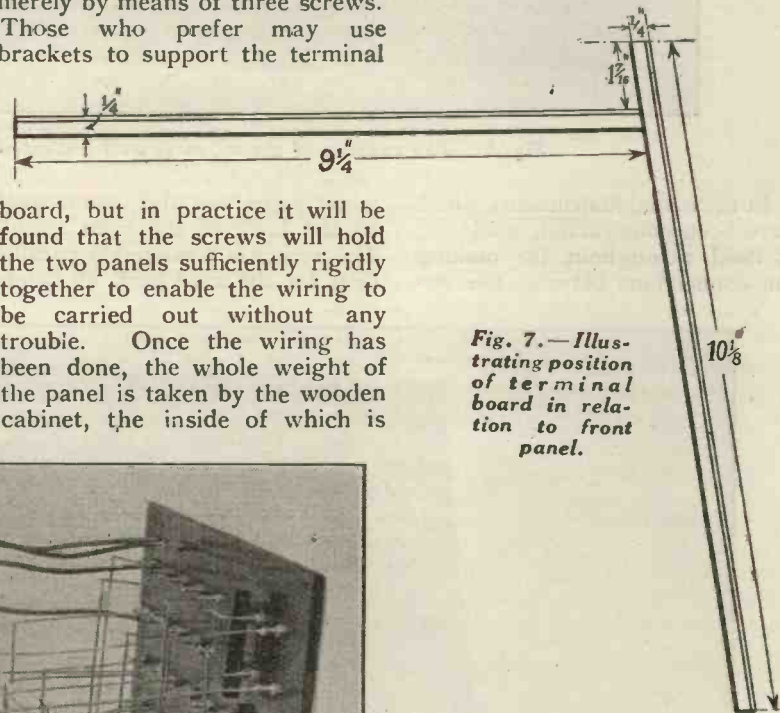 merely by means of three screws.
Those who prefer may use
brackets to support the terminal
¼"
1 7/16"
¼"
9¼"
board, but in practice it will be
found that the screws will hold
the two panels sufficiently rigidly
together to enable the wiring to
be carried out without any
trouble. Once the wiring has
been done, the whole weight of
the panel is taken by the wooden
cabinet, the inside of which is
Fig. 7.—Illus-
trating position
of terminal
board in rela-
tion to front
panel.
10⅛"